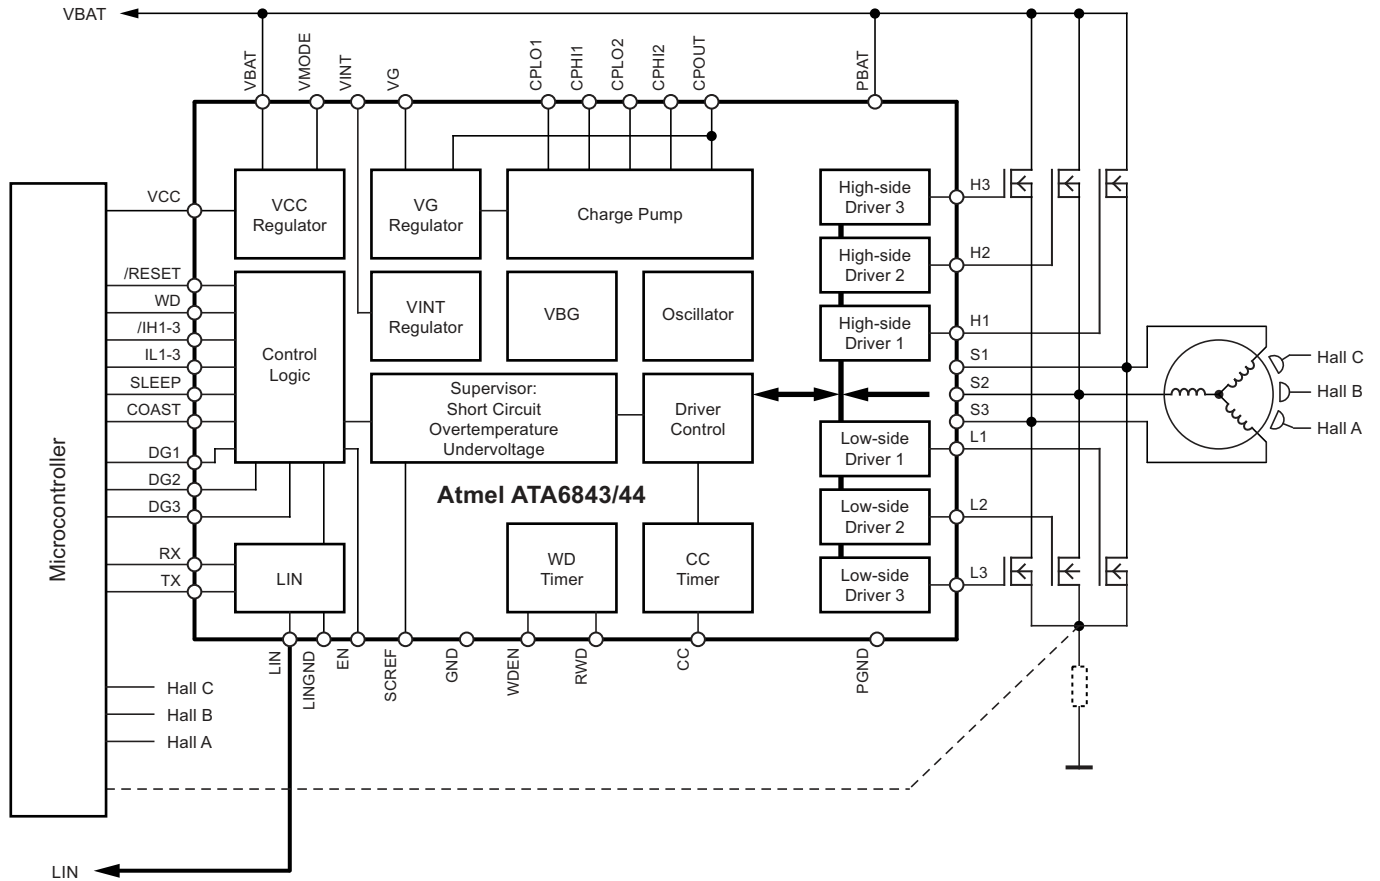 VBAT
VBAT
VMODE
VINT
VG
CPLO1
CPHI1
CPLO2
CPHI2
CPOUT
PBAT
Microcontroller
VCC
/RESET
WD
/IH1-3
IL1-3
SLEEP
COAST
DG1
DG2
DG3
RX
TX
VCC
Regulator
VG
Regulator
Charge Pump
Control
Logic
VINT
Regulator
VBG
Oscillator
Supervisor:
Short Circuit
Overtemperature
Undervoltage
Driver
Control
Atmel ATA6843/44
LIN
WD
Timer
CC
Timer
High-side
Driver 3
High-side
Driver 2
High-side
Driver 1
Low-side
Driver 1
Low-side
Driver 2
Low-side
Driver 3
H3
H2
H1
S1
S2
S3
L1
L2
L3
Hall C
Hall B
Hall A
LIN
LINGND
EN
SCREF
GND
WDEN
RWD
CC
PGND
Hall C
Hall B
Hall A
LIN